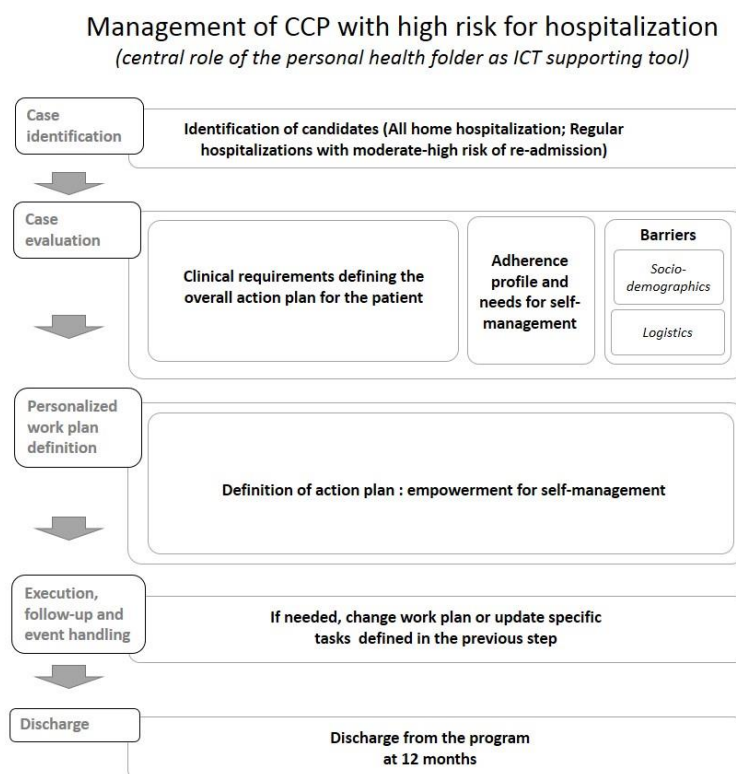 Management of CCP with high risk for hospitalization
(central role of the personal health folder as ICT supporting tool)
Case
identification
Identification of candidates (All home hospitalization; Regular
hospitalizations with moderate-high risk of re-admission)
Case
evaluation
Clinical requirements defining the
overall action plan for the patient
Adherence
profile and
needs for self-
management
Barriers
Socio-
demographics
Logistics
Personalized
work plan
definition
Definition of action plan : empowerment for self-management
Execution,
follow-up and
event handling
If needed, change work plan or update specific
tasks defined in the previous step
Discharge
Discharge from the program
at 12 months